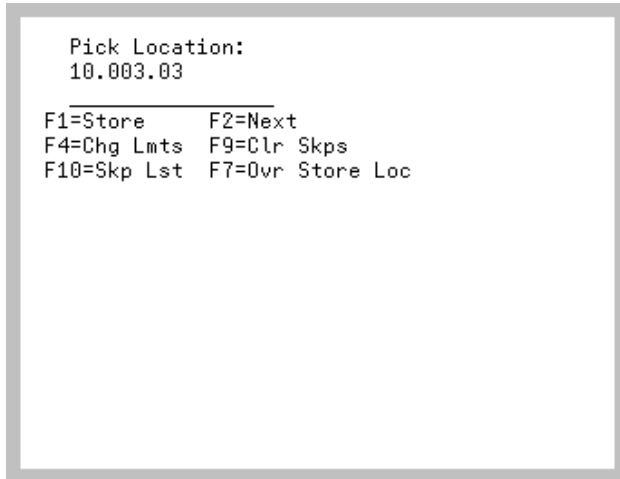 Pick Location:
10.003.03
F1=Store F2=Next
F4=Chg Lmts F9=Clr Skps
F10=Skp Lst F7=Ovr Store Loc